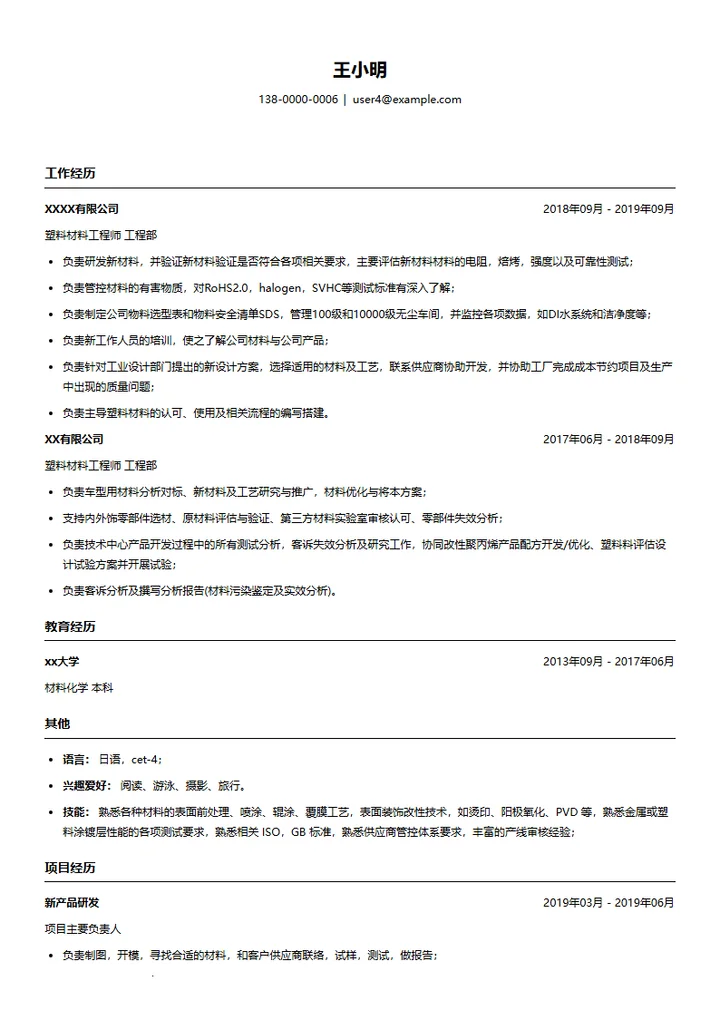 王小明
138-0000-0006 | user4@example.com
工作经历
XXXX有限公司 2018年09月 - 2019年09月
塑料材料工程师 工程部
• 负责研发新材料，并验证新材料验证是否符合各项相关要求，主要评估新材料材料的电阻，焙烤，强度以及可靠性测试；
• 负责管控材料的有害物质，对RoHS2.0，halogen，SVHC等测试标准有深入了解；
• 负责制定公司物料选型表和物料安全清单SDS，管理100级和10000级无尘车间，并监控各项数据，如DI水系统和洁净度等；
• 负责新工作人员的培训，使之了解公司材料与公司产品；
• 负责针对工业设计部门提出的新设计方案，选择适用的材料及工艺，联系供应商协助开发，并协助工厂完成成本节约项目及生产
中出现的质量问题；
• 负责主导塑料材料的认可、使用及相关流程的编写搭建。
XX有限公司 2017年06月 - 2018年09月
塑料材料工程师 工程部
• 负责车型用材料分析对标、新材料及工艺研究与推广，材料优化与将本方案；
• 支持内外饰零部件选材、原材料评估与验证、第三方材料实验室审核认可、零部件失效分析；
• 负责技术中心产品开发过程中的所有测试分析，客诉失效分析及研究工作，协同改性聚丙烯产品配方开发/优化、塑料料评估设
计试验方案并开展试验；
• 负责客诉分析及撰写分析报告(材料污染鉴定及实效分析)。
教育经历
xx大学 2013年09月 - 2017年06月
材料化学 本科
其他
• 语言： 日语，cet-4；
• 兴趣爱好： 阅读、游泳、摄影、旅行。
• 技能： 熟悉各种材料的表面前处理、喷涂、辊涂、覆膜工艺，表面装饰改性技术，如烫印、阳极氧化、PVD 等，熟悉金属或塑
料涂镀层性能的各项测试要求，熟悉相关 ISO，GB 标准，熟悉供应商管控体系要求，丰富的产线审核经验；
项目经历
新产品研发 2019年03月 - 2019年06月
项目主要负责人
• 负责制图，开模，寻找合适的材料，和客户供应商联络，试样，测试，做报告；